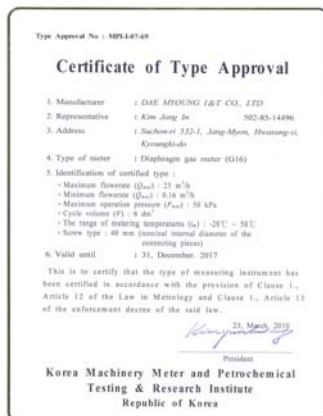 Type Approval No : MPI-I-07-69
Certificate of Type Approval
1. Manufacturer : DAE MYOUNG I&T CO., LTD
2. Representative : Kim Jong In 502-85-14496
3. Address : Suchon-ri 532-1, Jang-Myon, Hwasung-si,
Kyoungki-do
4. Type of meter : Diaphragm gas meter (G16)
5. Identification of certified type :
- Maximum flowerate (Qmax) : 25 m³/h
- Minimum flowerate (Qmin) : 0.16 m³/h
- Maximum operation pressure (Pmax) : 50 kPa
- Cycle volume (V) : 6 dm³
- The range of metering temperatures (tm) : -20℃ ~ 50℃
- Screw type : 40 mm (nominal internal diameter of the
connecting pieces)
6. Valid until : 31, December. 2017
This is to certify that the type of measuring instrument has
been certified in accordance with the provision of Clause 1.,
Article 12 of the Law in Metrology and Clause 1., Article 13
of the enforcement decree of the said law.
23, March, 2010
President
Korea Machinery Meter and Petrochemical
Testing & Research Institute
Republic of Korea